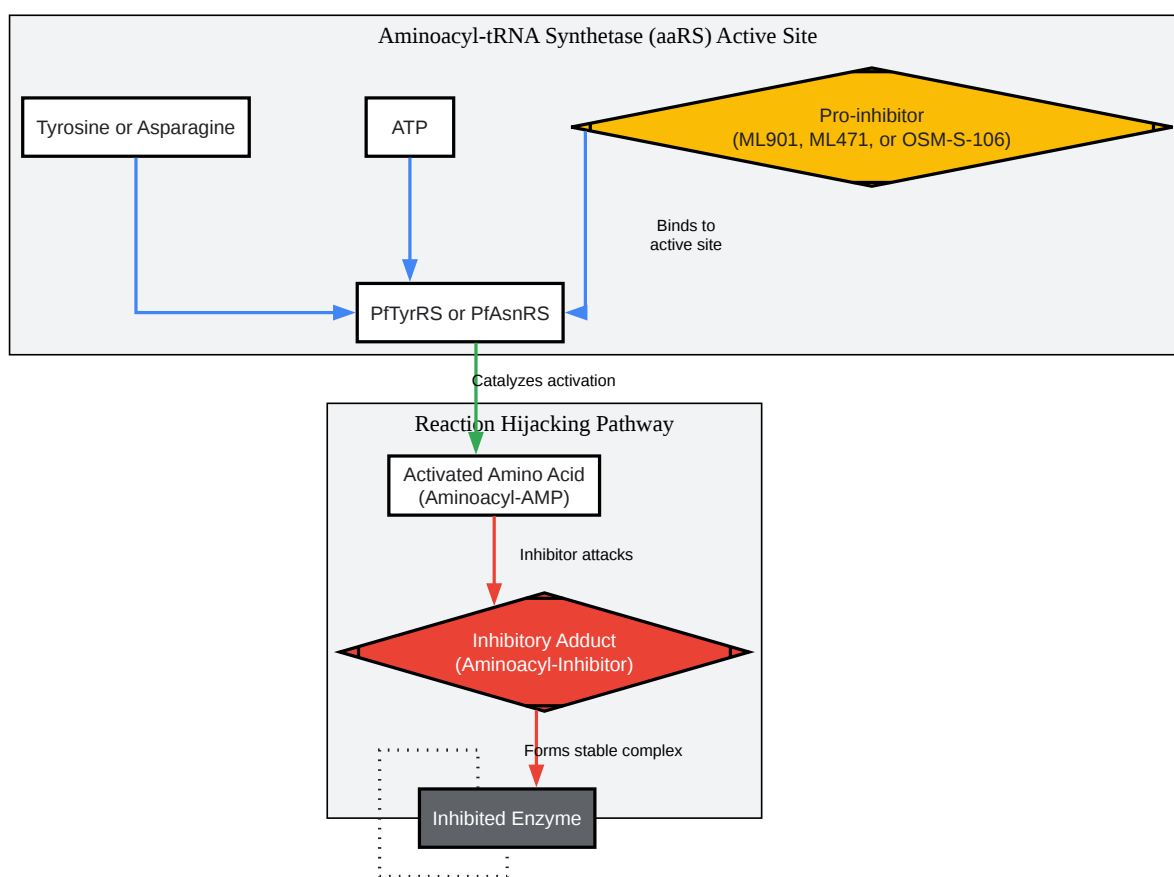 Aminoacyl-tRNA Synthetase (aaRS) Active Site
Tyrosine or Asparagine
ATP
Pro-inhibitor
(ML901, ML471, or OSM-S-106)
Binds to
active site
PfTyrRS or PfAsnRS
Catalyzes activation
Reaction Hijacking Pathway
Activated Amino Acid
(Aminoacyl-AMP)
Inhibitor attacks
Inhibitory Adduct
(Aminoacyl-Inhibitor)
Forms stable complex
Inhibited Enzyme